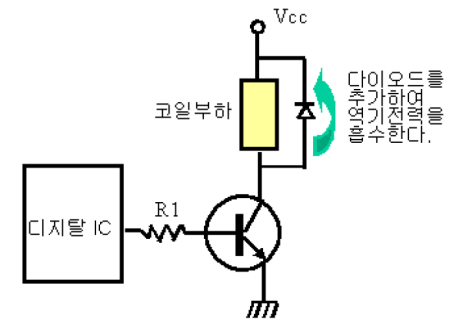 Vcc
다이오드를
추가하여
역기전력을
흡수한다.
코일부하
R1
디지탈 IC